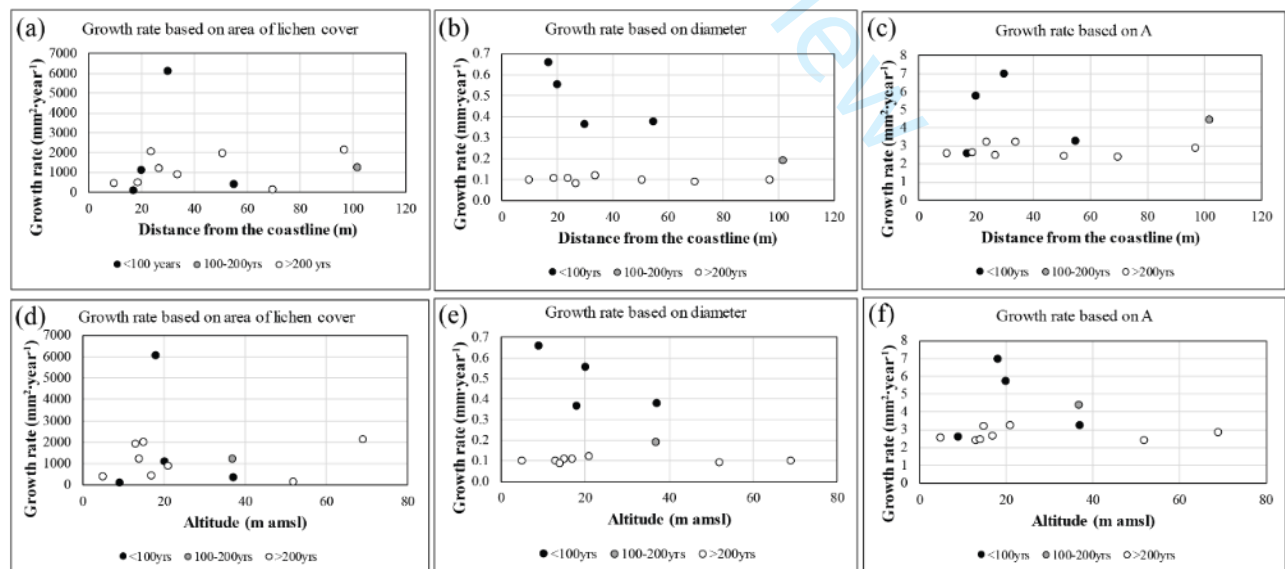 iew
(a)
Growth rate based on area of lichen cover
Growth rate (mm²·year⁻¹)
7000
6000
5000
4000
3000
2000
1000
0
0 20 40 60 80 100 120
Distance from the coastline (m)
<100 years 100-200yrs >200 yrs
(b)
Growth rate based on diameter
Growth rate (mm·year⁻¹)
0.7
0.6
0.5
0.4
0.3
0.2
0.1
0.0
0 20 40 60 80 100 120
Distance from the coastline (m)
<100yrs 100-200yrs >200yrs
(c)
Growth rate based on A
Growth rate (mm²·year⁻¹)
8
7
6
5
4
3
2
1
0
0 20 40 60 80 100 120
Distance from the coastline (m)
<100yrs 100-200yrs >200yrs
(d)
Growth rate based on area of lichen cover
Growth rate (mm²·year⁻¹)
7000
6000
5000
4000
3000
2000
1000
0
0 20 40 60 80
Altitude (m amsl)
<100yrs 100-200yrs >200yrs
(e)
Growth rate based on diameter
Growth rate (mm·year⁻¹)
0.7
0.6
0.5
0.4
0.3
0.2
0.1
0.0
0 20 40 60 80
Altitude (m amsl)
<100yrs 100-200yrs >200yrs
(f)
Growth rate based on A
Growth rate (mm²·year⁻¹)
8
7
6
5
4
3
2
1
0
0 20 40 60 80
Altitude (m amsl)
<100yrs 100-200yrs >200yrs